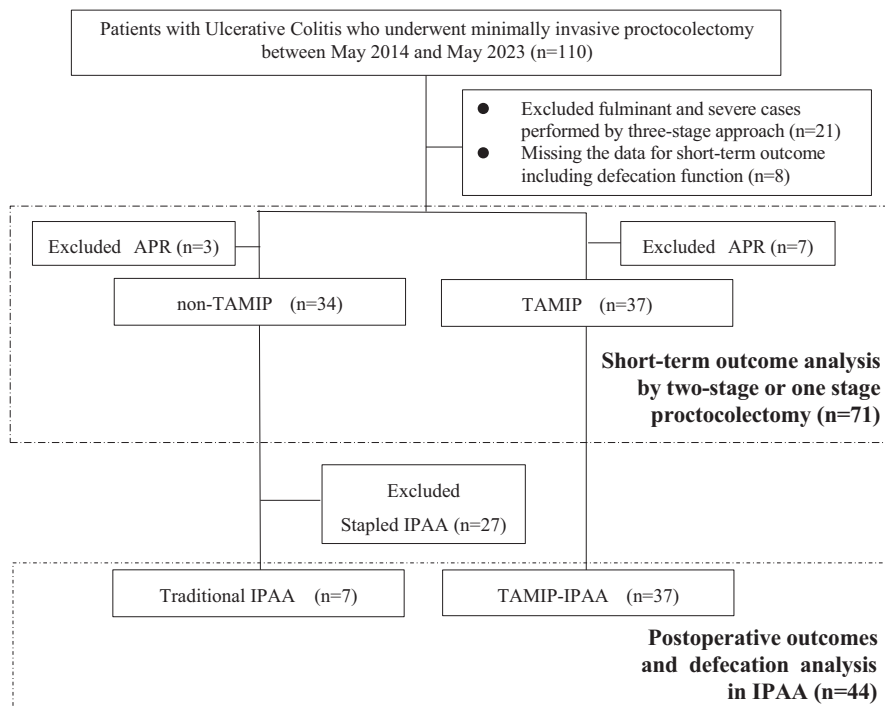 Patients with Ulcerative Colitis who underwent minimally invasive proctocolectomy
between May 2014 and May 2023 (n=110)
● Excluded fulminant and severe cases
performed by three-stage approach (n=21)
● Missing the data for short-term outcome
including defecation function (n=8)
Excluded APR (n=3)
Excluded APR (n=7)
non-TAMIP (n=34)
TAMIP (n=37)
Short-term outcome analysis
by two-stage or one stage
proctocolectomy (n=71)
Excluded
Stapled IPAA (n=27)
Traditional IPAA (n=7)
TAMIP-IPAA (n=37)
Postoperative outcomes
and defecation analysis
in IPAA (n=44)